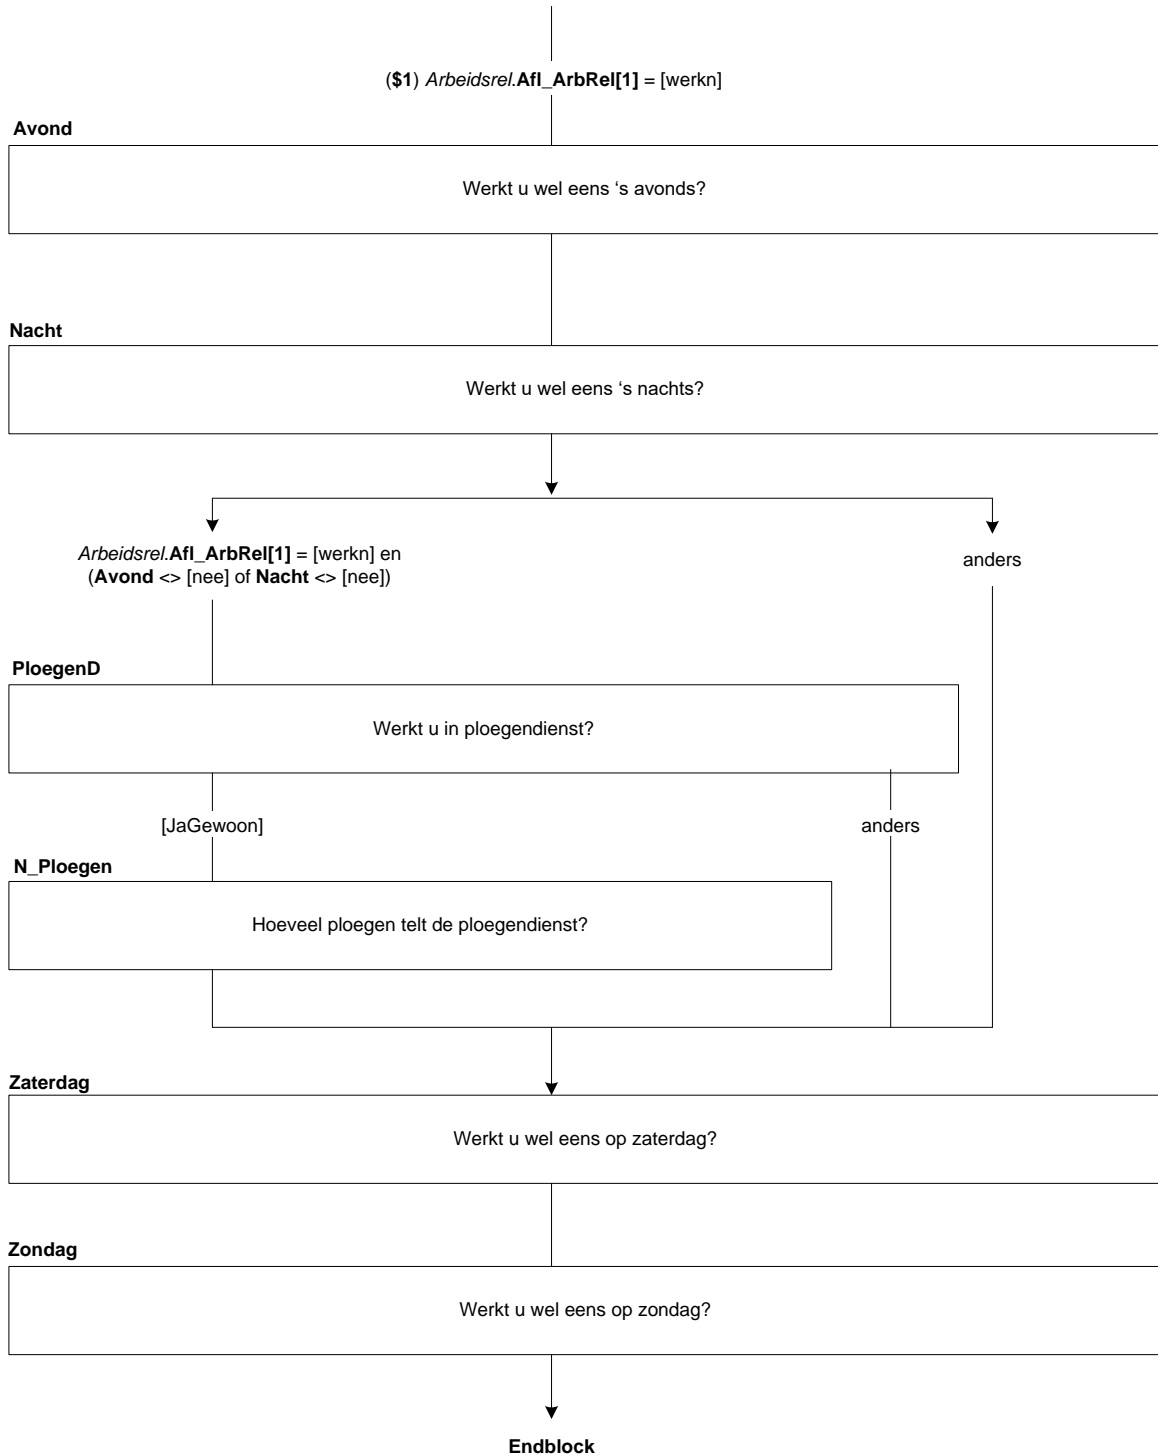 ($1) Arbeidsrel.Afl_ArbRel[1] = [werkn]
Avond
Werkt u wel eens ‘s avonds?
Nacht
Werkt u wel eens ‘s nachts?
Arbeidsrel.Afl_ArbRel[1] = [werkn] en
(Avond <> [nee] of Nacht <> [nee])
anders
PloegenD
Werkt u in ploegendienst?
[JaGewoon]
anders
N_Ploegen
Hoeveel ploegen telt de ploegendienst?
Zaterdag
Werkt u wel eens op zaterdag?
Zondag
Werkt u wel eens op zondag?
Endblock